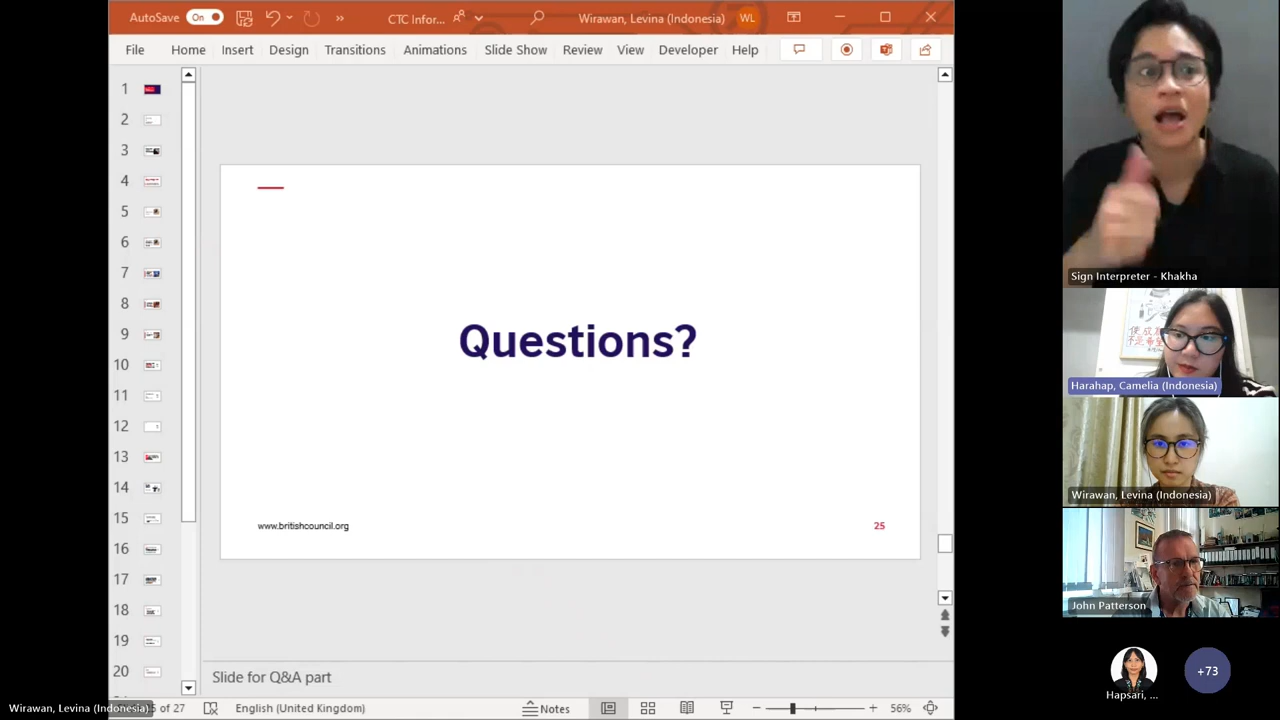 AutoSave On
CTC Infor...
Wirawan, Levina (Indonesia)
WL
File Home Insert Design Transitions Animations Slide Show Review View Developer Help
1
2
3
4
5
6
7
8
9
10
11
12
13
14
15
16
17
18
19
20
Questions?
www.britishcouncil.org
25
Slide for Q&A part
of 27
English (United Kingdom)
Notes
56%
Wirawan, Levina (Indonesia)
Sign Interpreter - Khakha
Harahap, Camelia (Indonesia)
Wirawan, Levina (Indonesia)
John Patterson
Hapsari, ...
+73